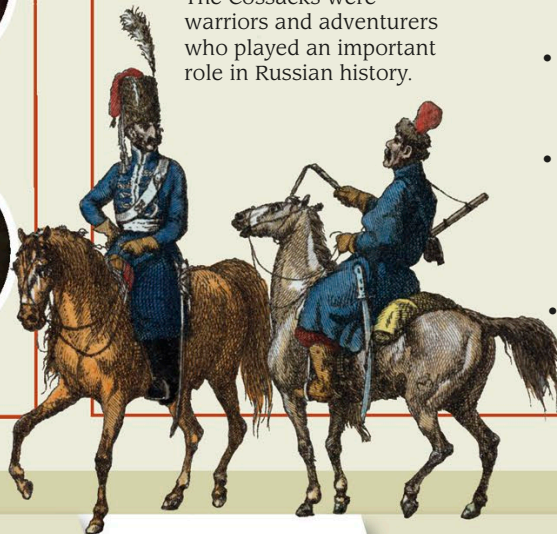 The Cossacks were
warriors and adventurers
who played an important
role in Russian history.